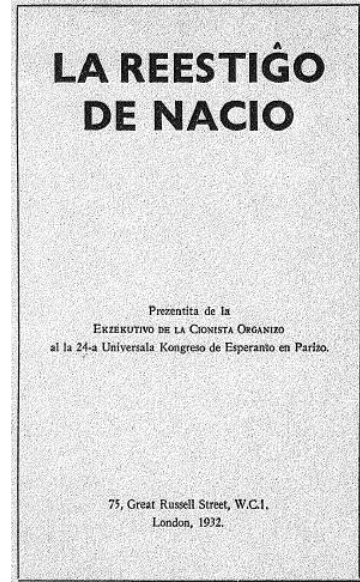 LA REESTIĜO
DE NACIO
Prezentita de la
EKZEKUTIVO DE LA CIONISTA ORGANIZO
al la 24-a Universala Kongreso de Esperanto en Parizo.
75, Great Russell Street, W.C.1,
London, 1932.